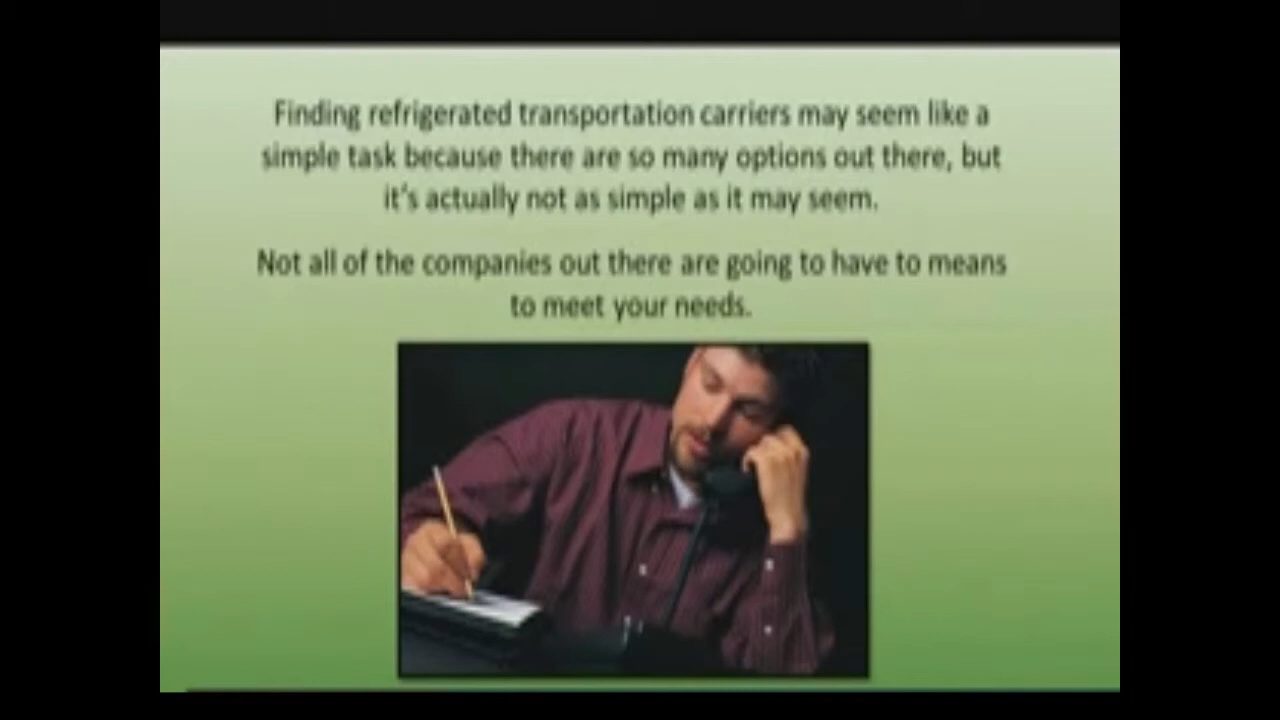 Finding refrigerated transportation carriers may seem like a
simple task because there are so many options out there, but
it's actually not as simple as it may seem.
Not all of the companies out there are going to have to means
to meet your needs.